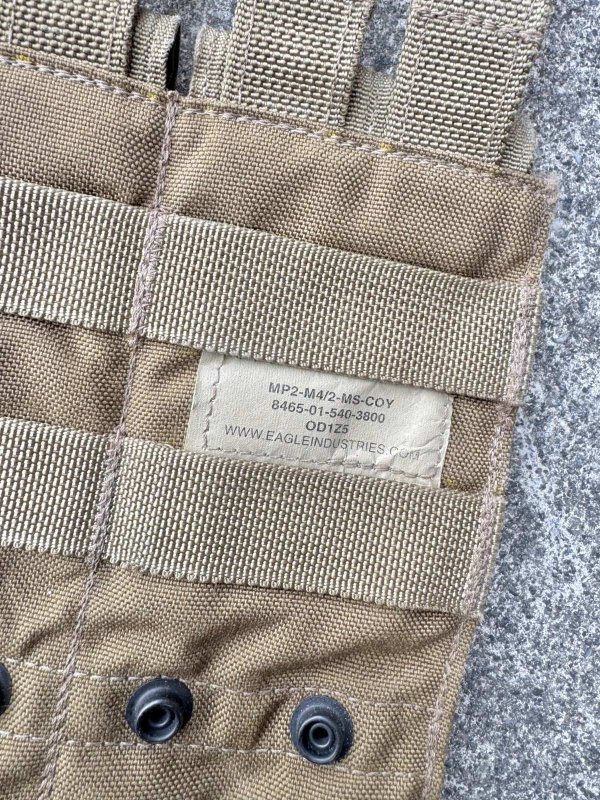 MP2-M4/2-MS-COY
8465-01-540-3800
OD1Z5
WWW.EAGLEINDUSTRIES.COM